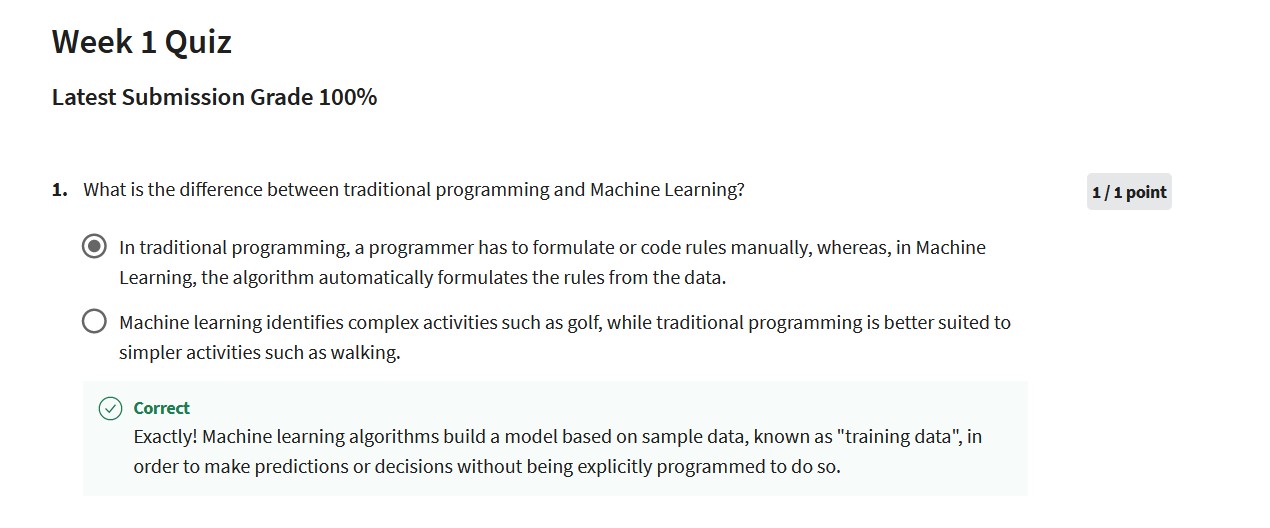 Week 1 Quiz
Latest Submission Grade 100%
1. What is the difference between traditional programming and Machine Learning?
1 / 1 point
In traditional programming, a programmer has to formulate or code rules manually, whereas, in Machine
Learning, the algorithm automatically formulates the rules from the data.
Machine learning identifies complex activities such as golf, while traditional programming is better suited to
simpler activities such as walking.
Correct
Exactly! Machine learning algorithms build a model based on sample data, known as "training data", in
order to make predictions or decisions without being explicitly programmed to do so.